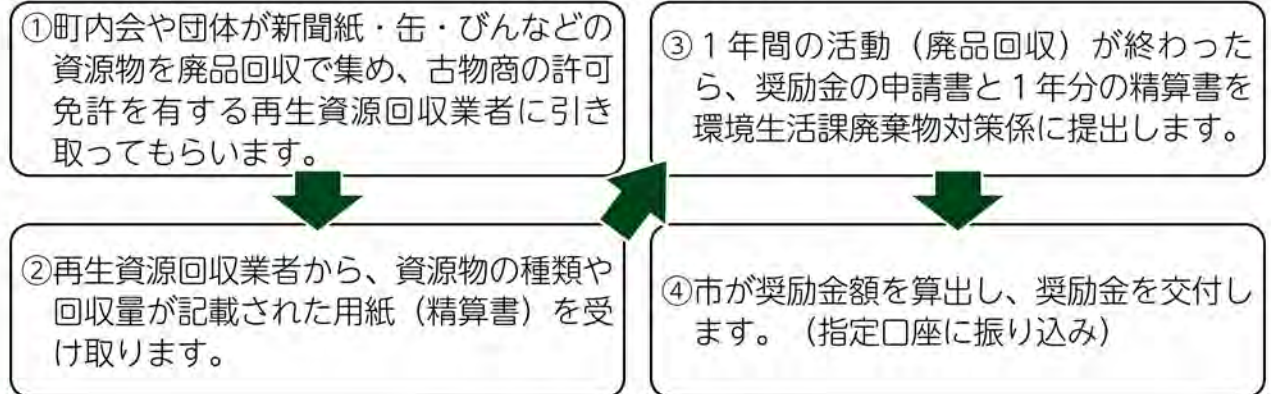 ①町内会や団体が新聞紙・缶・びんなどの
資源物を廃品回収で集め、古物商の許可
免許を有する再生資源回収業者に引き
取ってもらいます。
②再生資源回収業者から、資源物の種類や
回収量が記載された用紙（精算書）を受
け取ります。
③１年間の活動（廃品回収）が終わった
ら、奨励金の申請書と１年分の精算書を
環境生活課廃棄物対策係に提出します。
④市が奨励金額を算出し、奨励金を交付し
ます。（指定口座に振り込み）